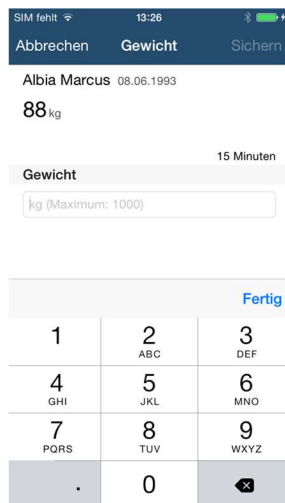 SIM fehlt 13:26
Abbrechen Gewicht Sichern
Albia Marcus 08.06.1993
88 kg
15 Minuten
Gewicht
kg (Maximum: 1000)
Fertig
1 2 3
ABC DEF
4 5 6
GHI JKL MNO
7 8 9
PQRS TUV WXYZ
. 0